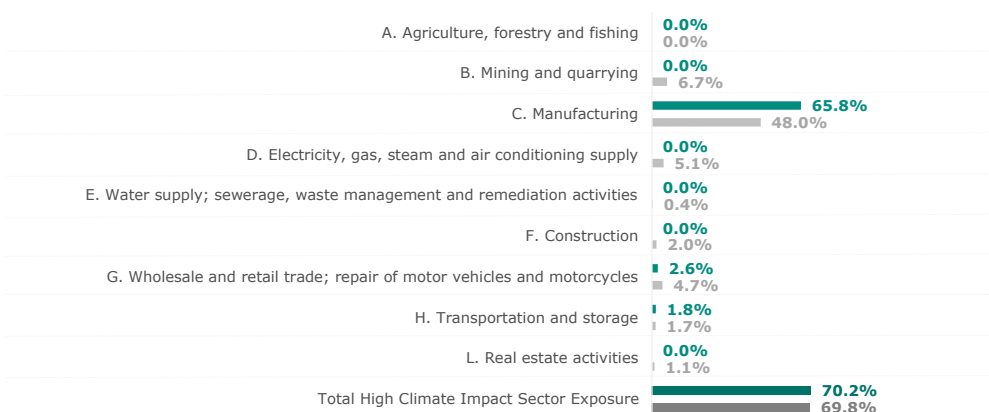 A. Agriculture, forestry and fishing
0.0%
0.0%
B. Mining and quarrying
0.0%
6.7%
C. Manufacturing
65.8%
48.0%
D. Electricity, gas, steam and air conditioning supply
0.0%
5.1%
E. Water supply; sewerage, waste management and remediation activities
0.0%
0.4%
F. Construction
0.0%
2.0%
G. Wholesale and retail trade; repair of motor vehicles and motorcycles
2.6%
4.7%
H. Transportation and storage
1.8%
1.7%
L. Real estate activities
0.0%
1.1%
Total High Climate Impact Sector Exposure
70.2%
69.8%